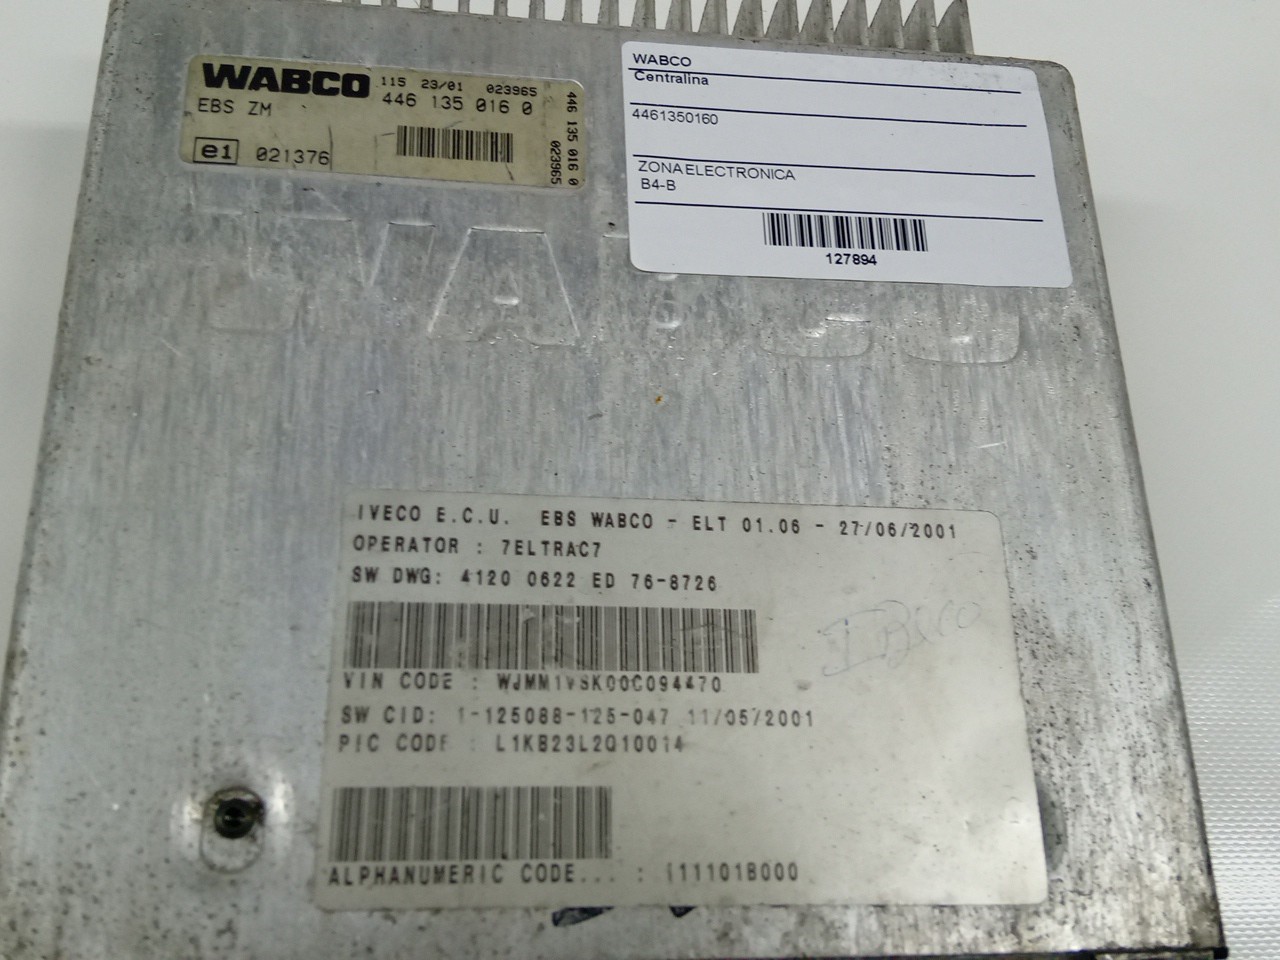 WABCO 115 23/01 023965
446 135 016 0
EBS ZM
e1 021376
446 135 016 0
023965
WABCO
Centralina
4461350160
ZONAELECTRONICA
B4-B
127894
IVECO E.C.U. EBS WABCO - ELT 01.06 - 27/06/2001
OPERATOR : 7ELTRAC7
SW DWG: 4120 0622 ED 76-8726
VIN CODE : WJMM1VSK00C094470
SW CID: 1-125088-125-047 11/05/2001
PIC CODE : L1KB23L2Q10014
ALPHANUMERIC CODE... : 111101B000